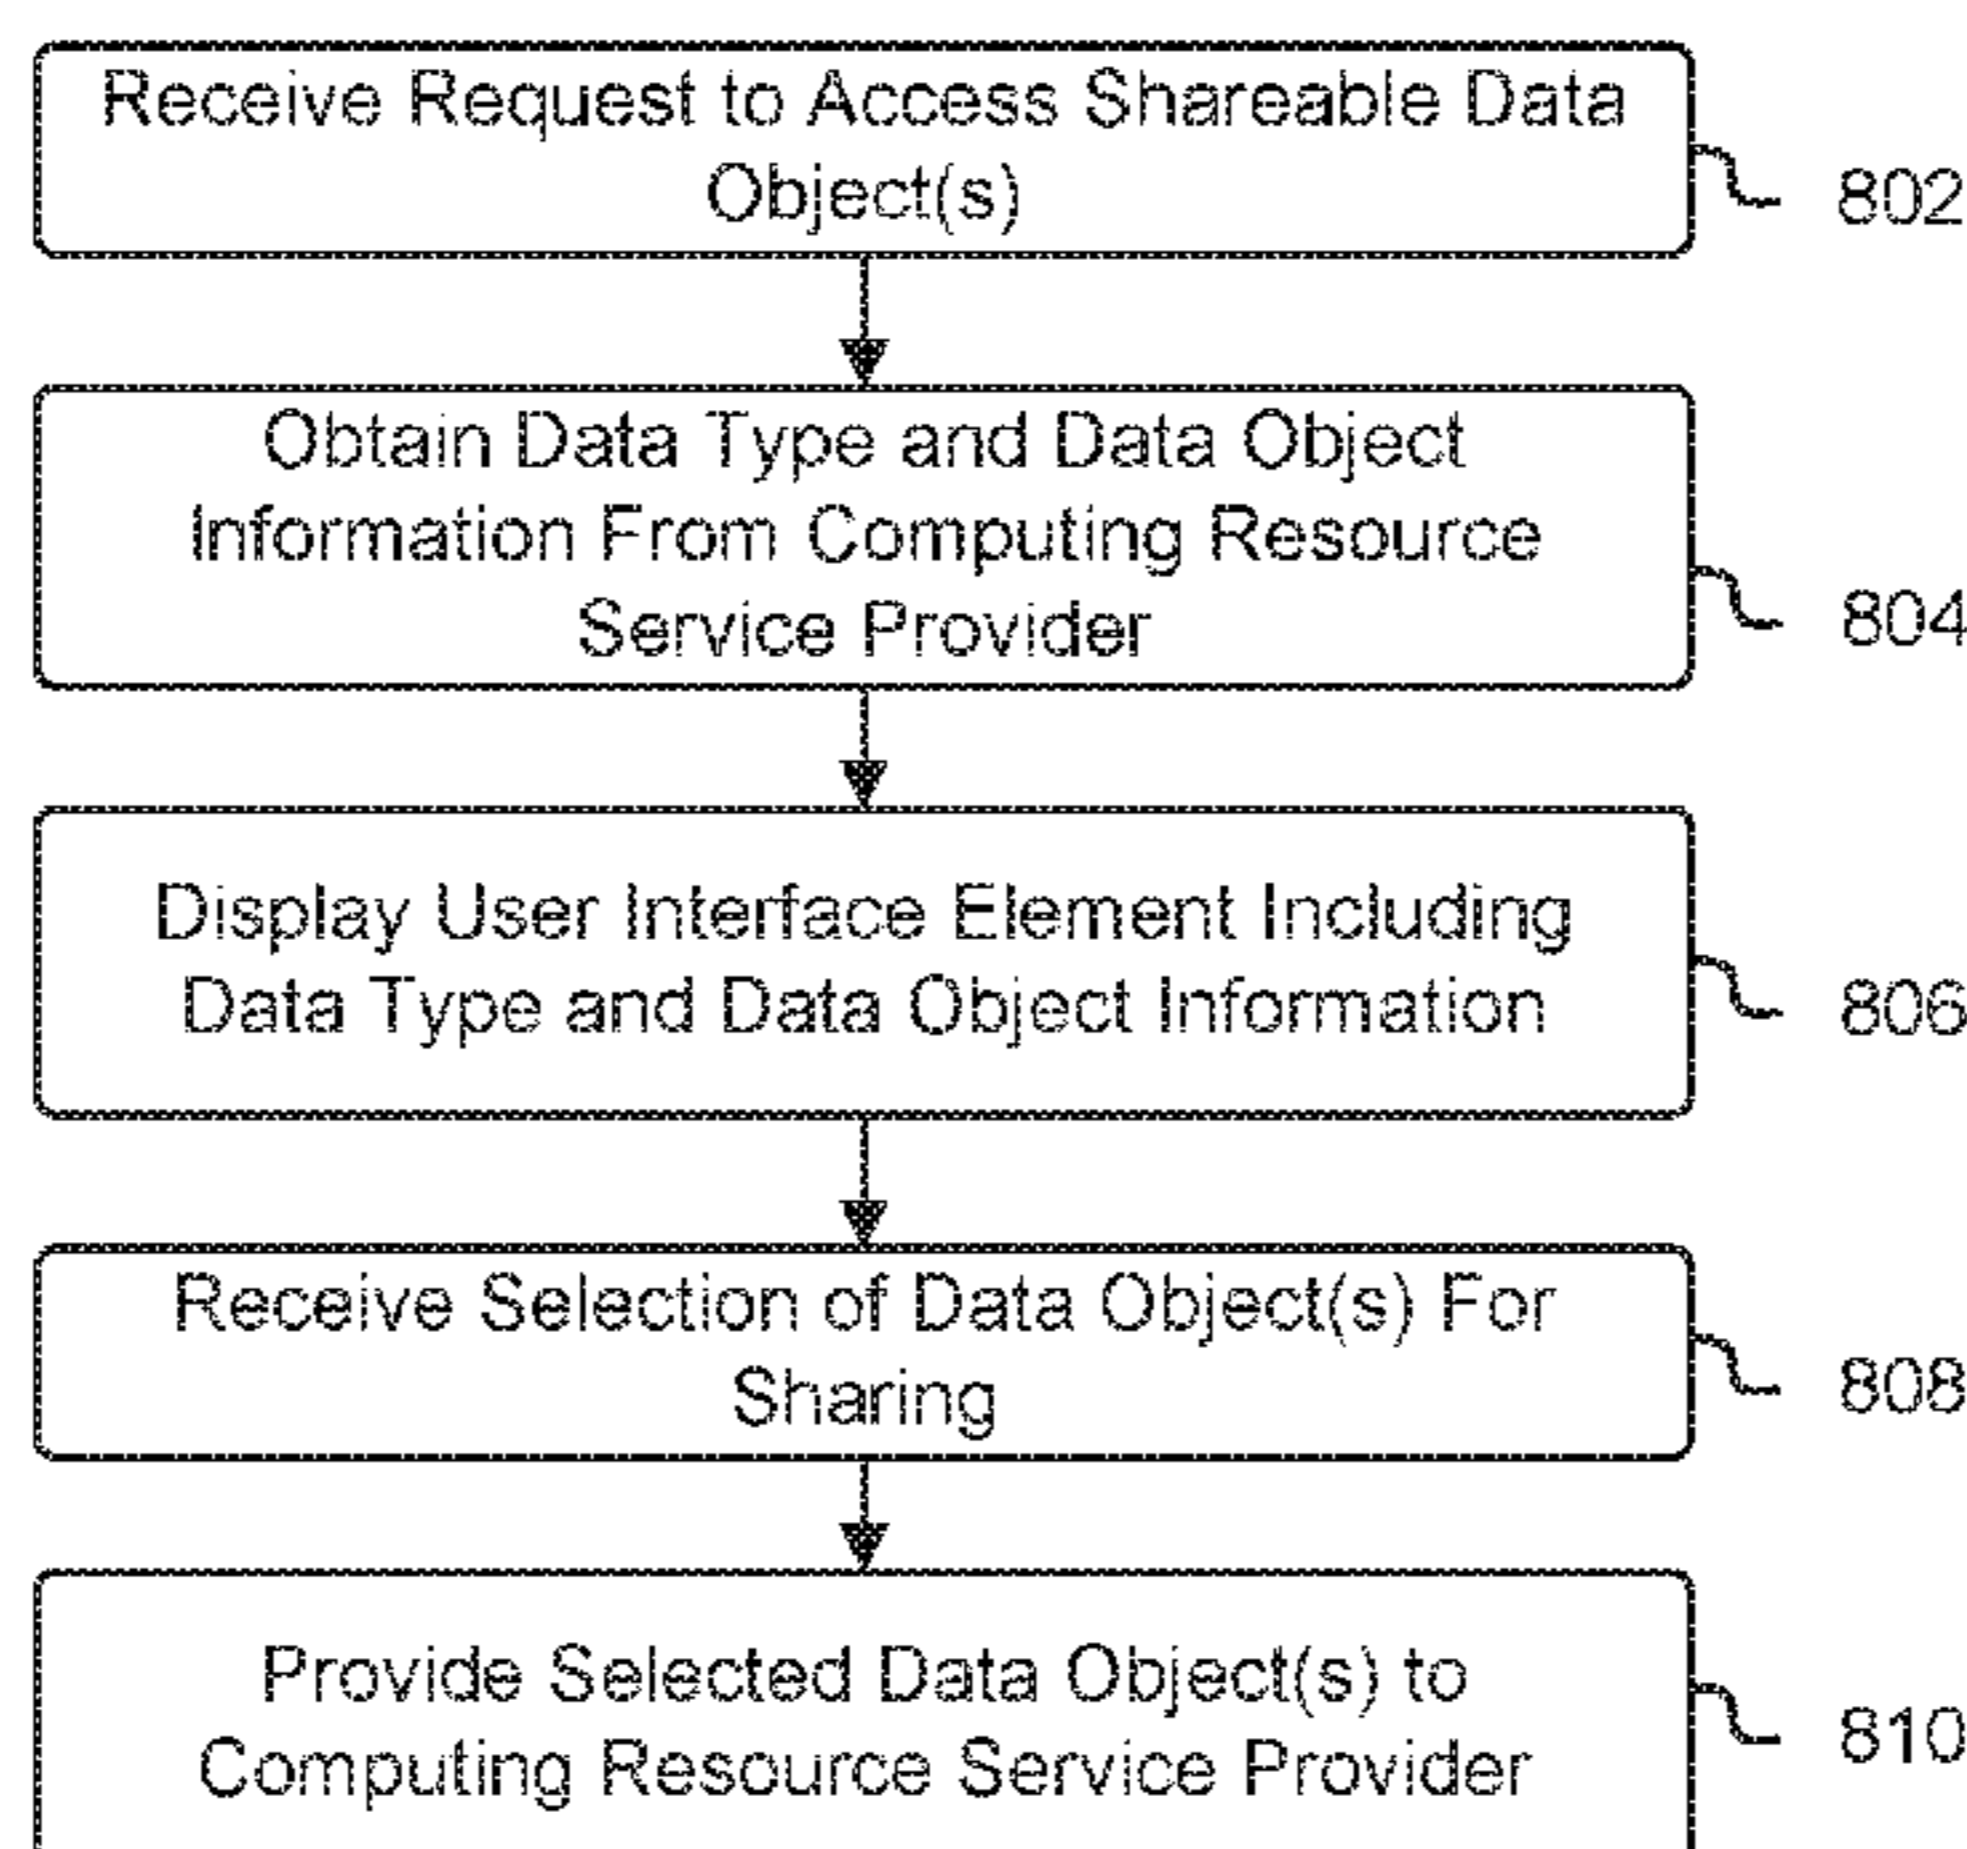 Receive Request to Access Shareable Data
Object(s)
802
Obtain Data Type and Data Object
Information From Computing Resource
Service Provider
804
Display User Interface Element Including
Data Type and Data Object Information
806
Receive Selection of Data Object(s) For
Sharing
808
Provide Selected Data Object(s) to
Computing Resource Service Provider
810